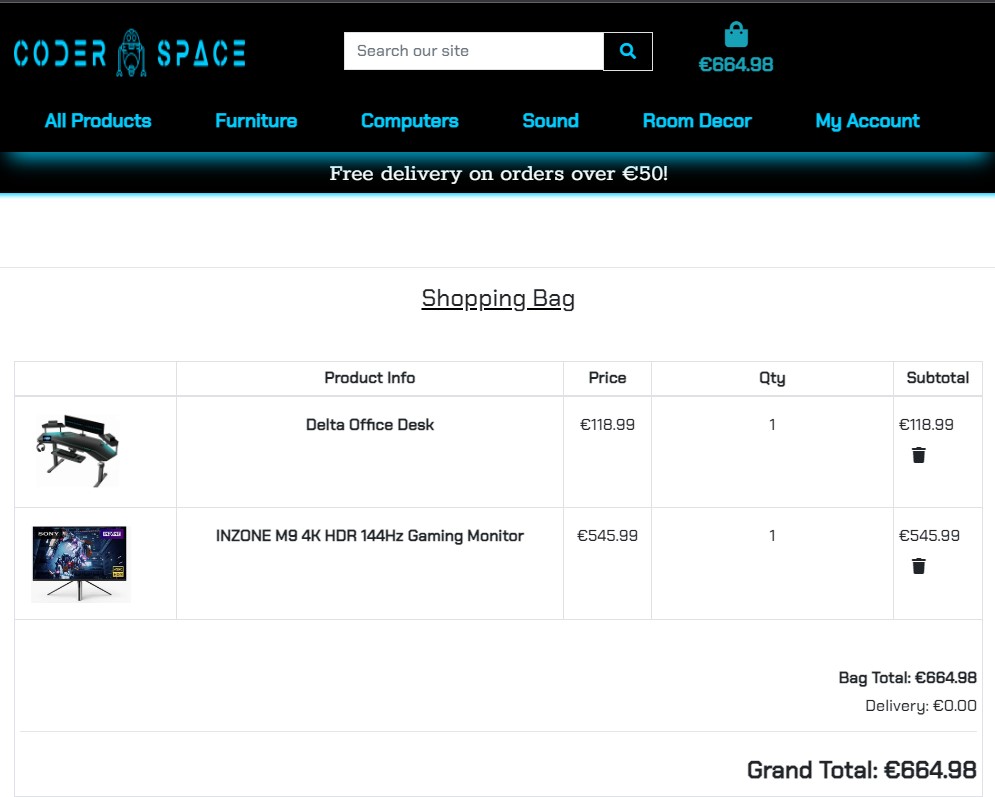 CODER SPACE
Search our site
€664.98
All Products Furniture Computers Sound Room Decor My Account
Free delivery on orders over €50!
Shopping Bag
Product Info Price Qty Subtotal
Delta Office Desk €118.99 1 €118.99
SONY
INZONE M9 4K HDR 144Hz Gaming Monitor €545.99 1 €545.99
Bag Total: €664.98
Delivery: €0.00
Grand Total: €664.98